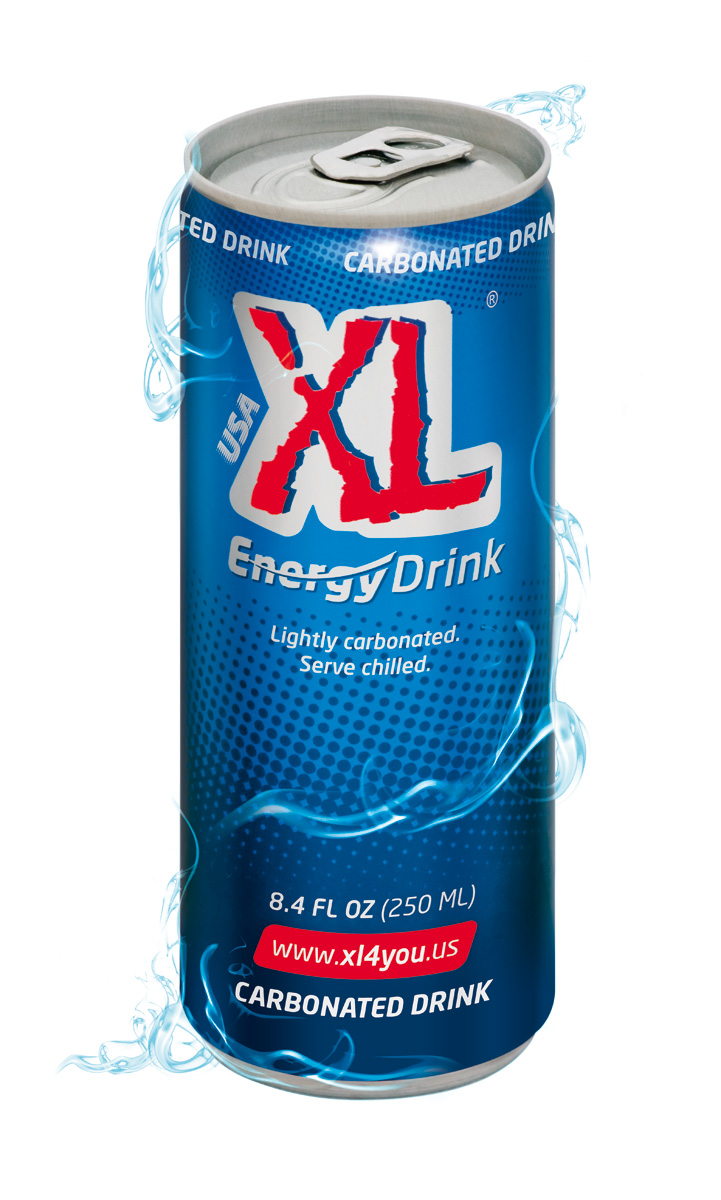 TED DRINK
CARBONATED DRIN
®
XL
USA
Energy Drink
Lightly carbonated.
Serve chilled.
8.4 FL OZ (250 ML)
www.xl4you.us
CARBONATED DRINK